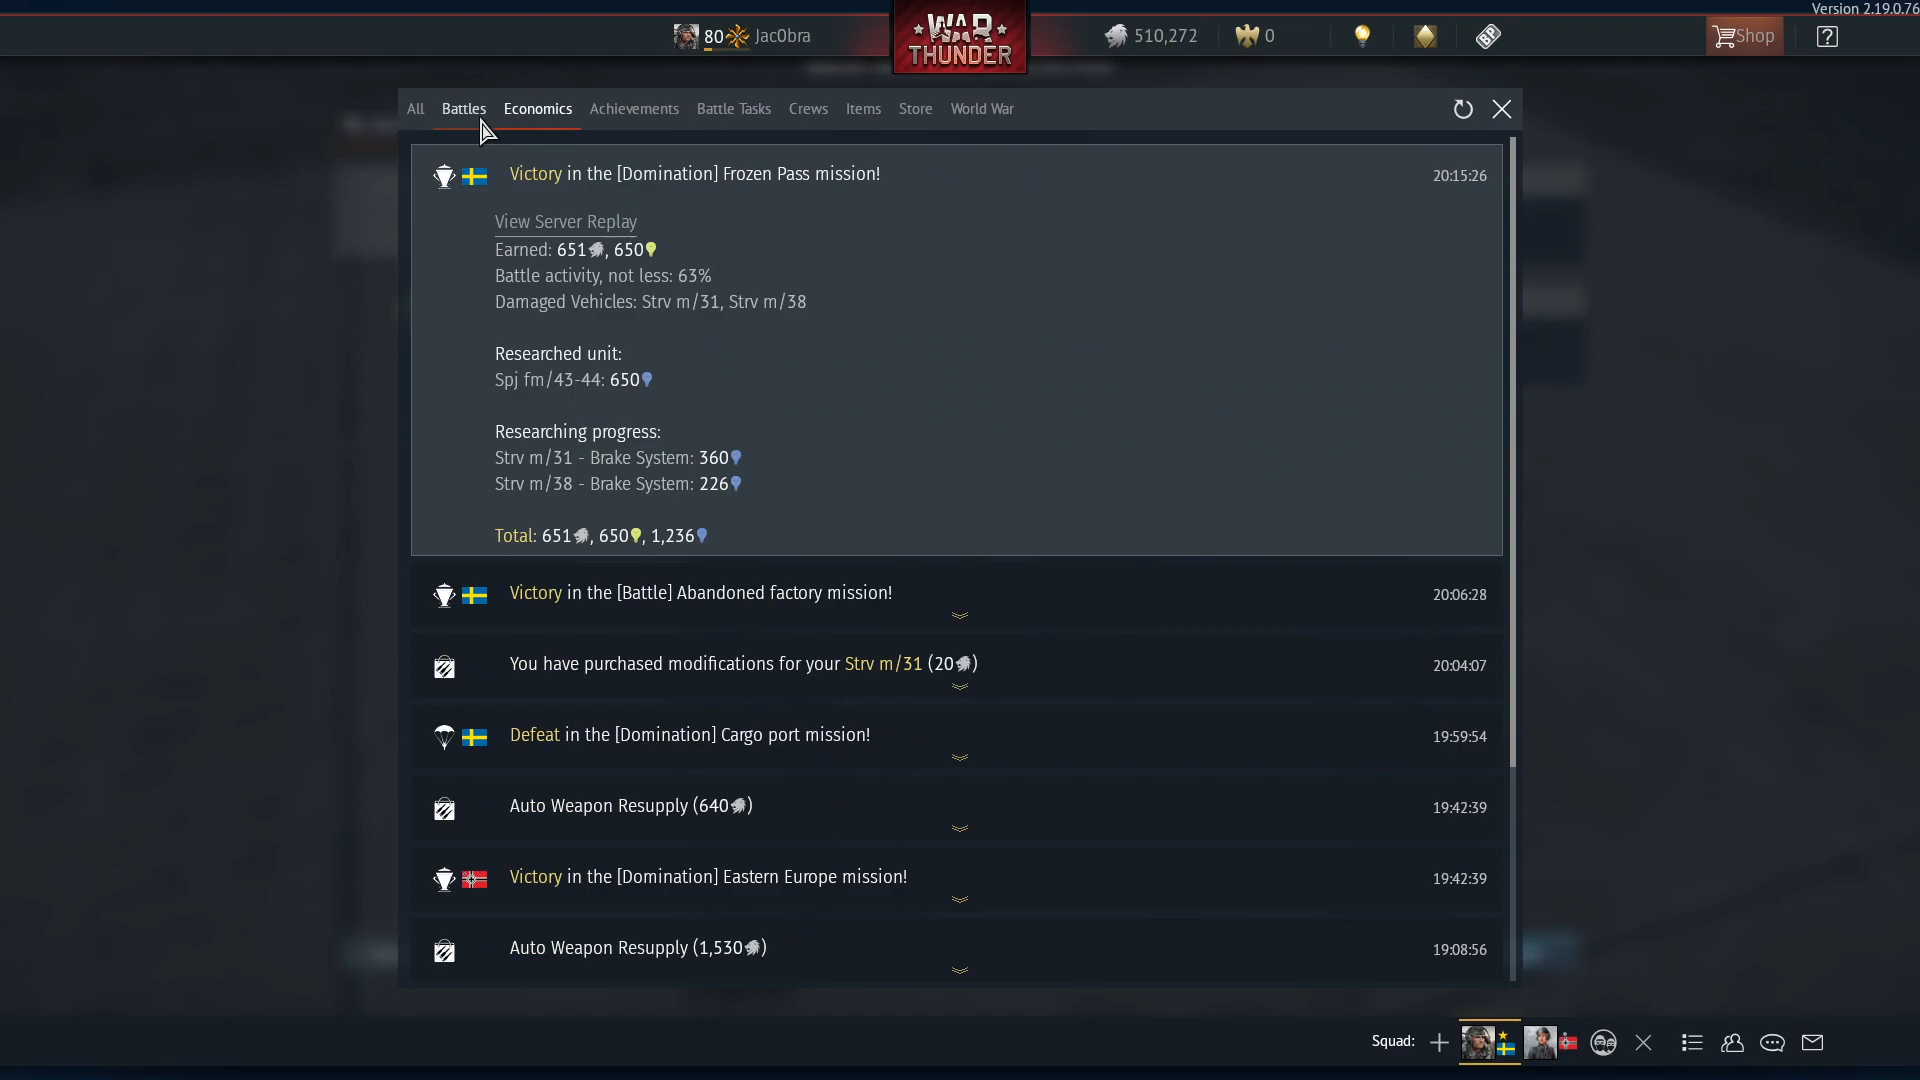 Version 2.19.0.76
80 Jac0bra
WAR THUNDER
510,272
0
BP
Shop
?
All Battles Economics Achievements Battle Tasks Crews Items Store World War
Victory in the [Domination] Frozen Pass mission! 20:15:26
View Server Replay
Earned: 651, 650
Battle activity, not less: 63%
Damaged Vehicles: Strv m/31, Strv m/38
Researched unit:
Spj fm/43-44: 650
Researching progress:
Strv m/31 - Brake System: 360
Strv m/38 - Brake System: 226
Total: 651, 650, 1,236
Victory in the [Battle] Abandoned factory mission! 20:06:28
You have purchased modifications for your Strv m/31 (20) 20:04:07
Defeat in the [Domination] Cargo port mission! 19:59:54
Auto Weapon Resupply (640) 19:42:39
Victory in the [Domination] Eastern Europe mission! 19:42:39
Auto Weapon Resupply (1,530) 19:08:56
Squad: